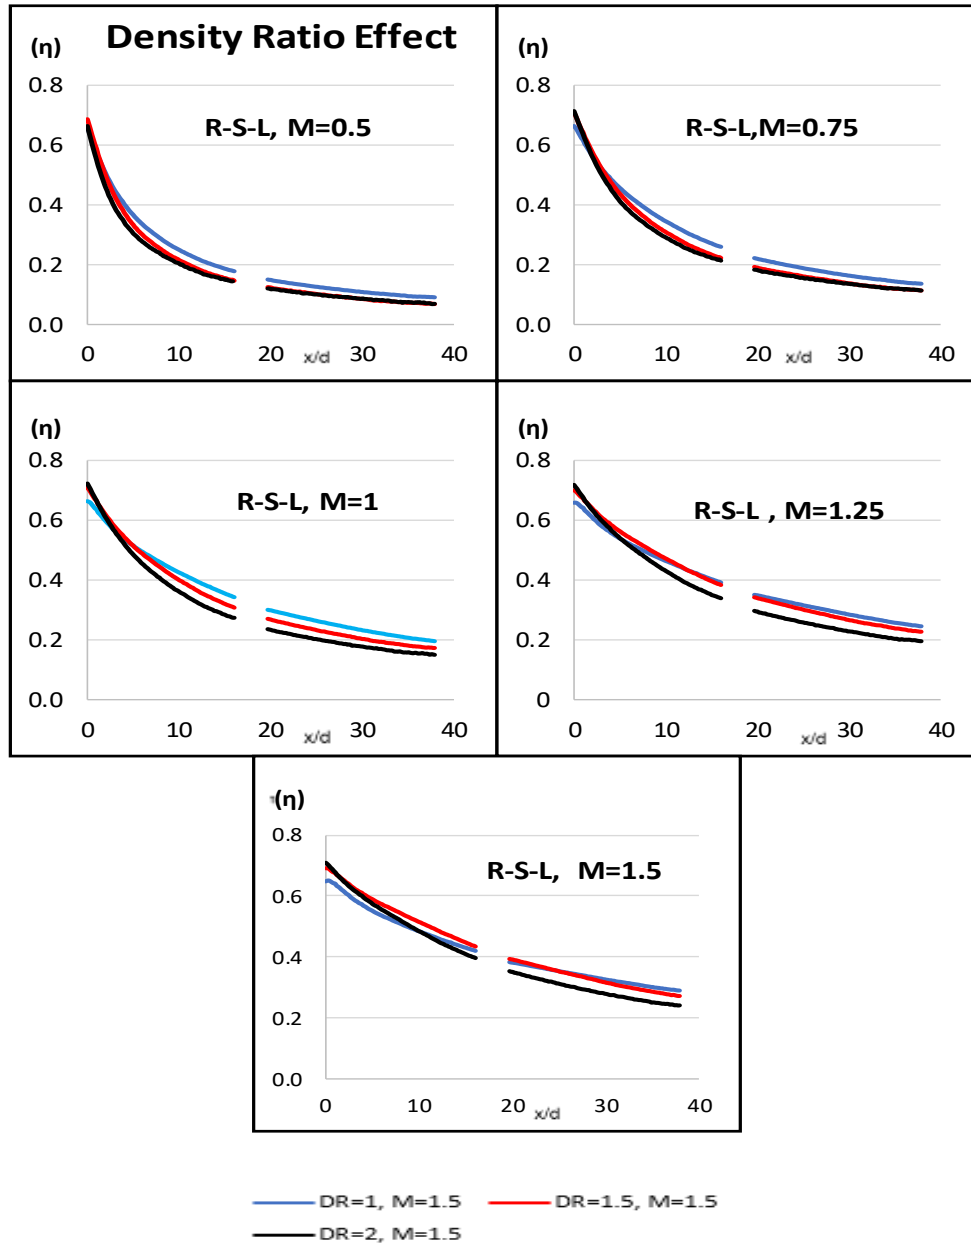 Density Ratio Effect
(η)
(η)
0.8
0.6
0.4
0.2
0.0
R-S-L, M=0.5
0 10 20 x/d 30 40
0.8
0.6
0.4
0.2
0.0
R-S-L,M=0.75
0 10 20 x/d 30 40
(η)
0.8
0.6
0.4
0.2
0.0
R-S-L, M=1
0 10 20 x/d 30 40
(η)
0.8
0.6
0.4
0.2
0
R-S-L , M=1.25
0 10 20 x/d 30 40
(η)
0.8
0.6
0.4
0.2
0.0
R-S-L, M=1.5
0 10 20 x/d 30 40
DR=1, M=1.5 DR=1.5, M=1.5
DR=2, M=1.5